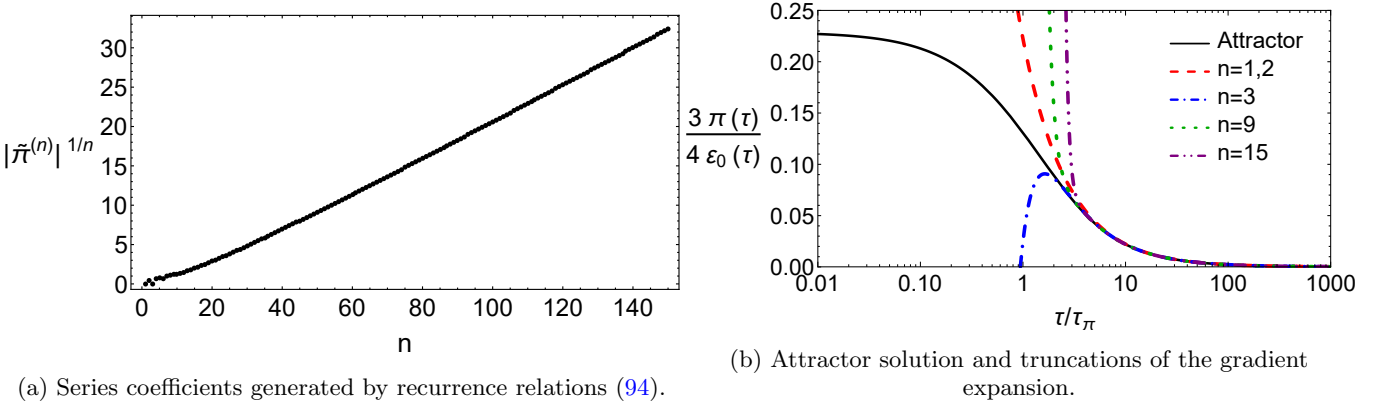 |π̃⁽ⁿ⁾| ¹/ⁿ
30
25
20
15
10
5
0
0 20 40 60 80 100 120 140
n
(a) Series coefficients generated by recurrence relations (94).
3 π (τ)
4 ε₀ (τ)
0.25
0.20
0.15
0.10
0.05
0.00
0.01 0.10 1 10 100 1000
τ/τ_π
Attractor
n=1,2
n=3
n=9
n=15
(b) Attractor solution and truncations of the gradient
expansion.